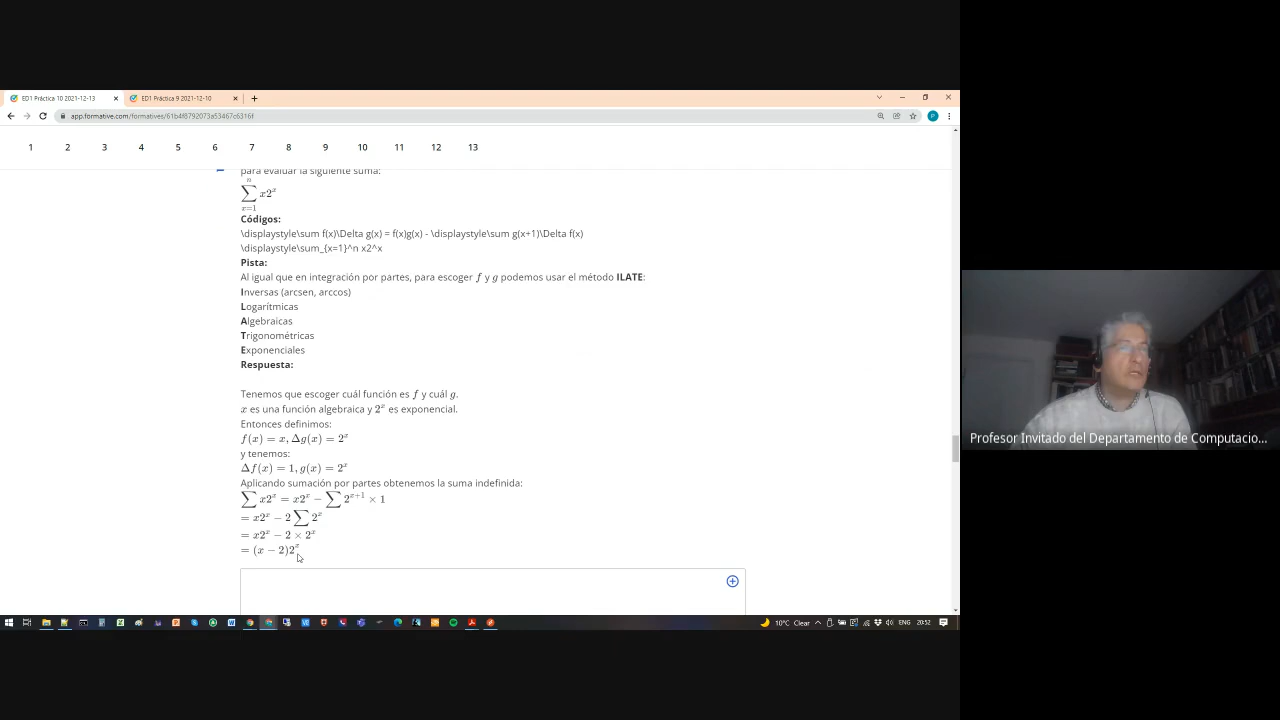 ED1 Práctica 10 2021-12-13
ED1 Práctica 9 2021-12-10
app.formative.com/formatives/61b4f8792073a53467c6316f
1 2 3 4 5 6 7 8 9 10 11 12 13
para evaluar la siguiente suma:
∑_{x=1}^{n} x2^x
Códigos:
\displaystyle\sum f(x)\Delta g(x) = f(x)g(x) - \displaystyle\sum g(x+1)\Delta f(x)
\displaystyle\sum_{x=1}^n x2^x
Pista:
Al igual que en integración por partes, para escoger f y g podemos usar el método ILATE:
Inversas (arcsen, arccos)
Logarítmicas
Algebraicas
Trigonométricas
Exponenciales
Respuesta:
Tenemos que escoger cuál función es f y cuál g.
x es una función algebraica y 2^x es exponencial.
Entonces definimos:
f(x) = x, Δg(x) = 2^x
y tenemos:
Δf(x) = 1, g(x) = 2^x
Aplicando sumación por partes obtenemos la suma indefinida:
∑ x2^x = x2^x − ∑ 2^{x+1} × 1
= x2^x − 2 ∑ 2^x
= x2^x − 2 × 2^x
= (x − 2)2^x
Profesor Invitado del Departamento de Computacio...
10°C Clear ENG 20:52